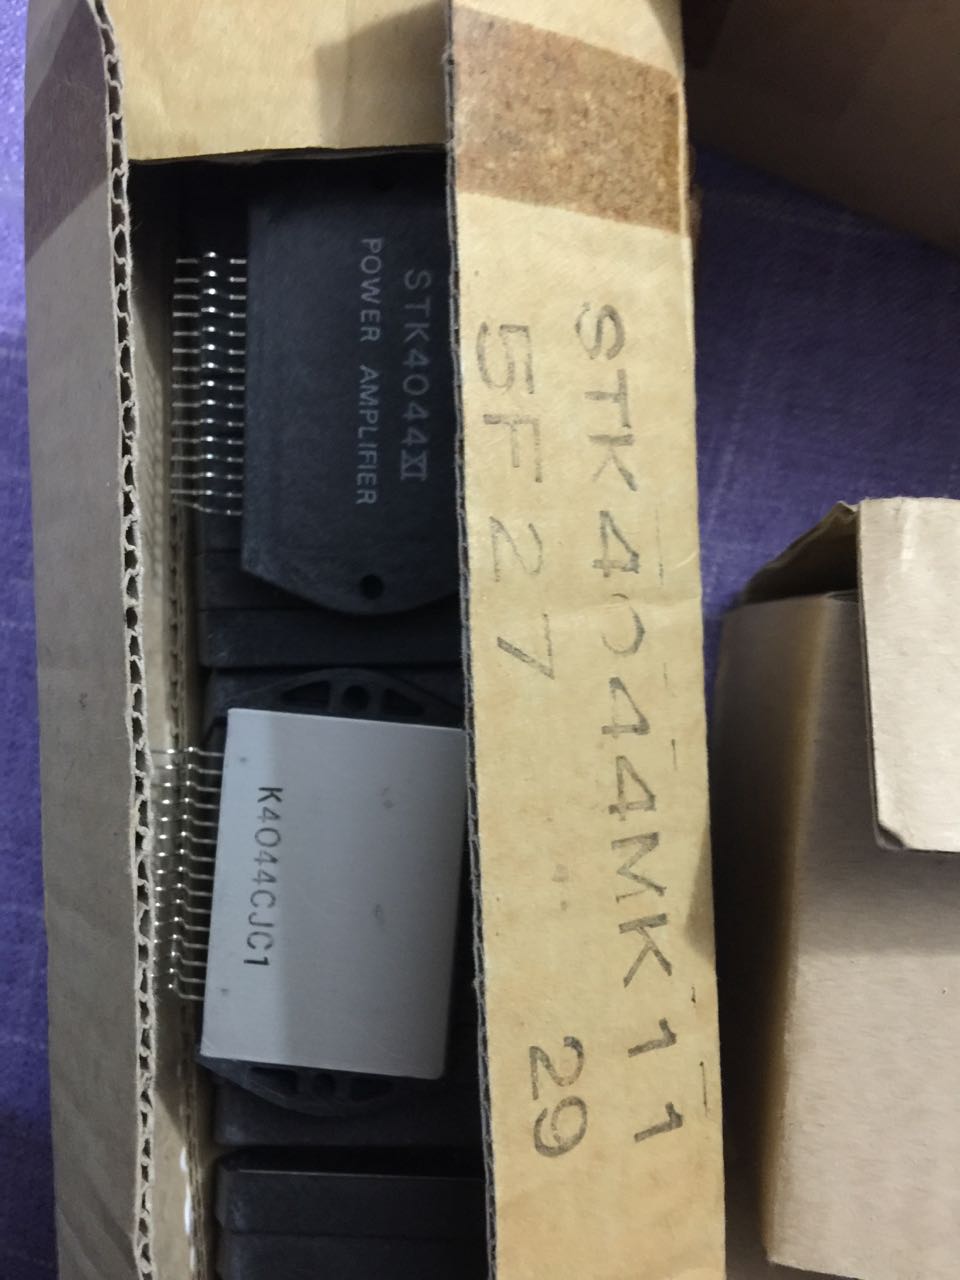 STK4044XI
POWER AMPLIFIER
K4044CJC1
STK4044MK11
5F27 29